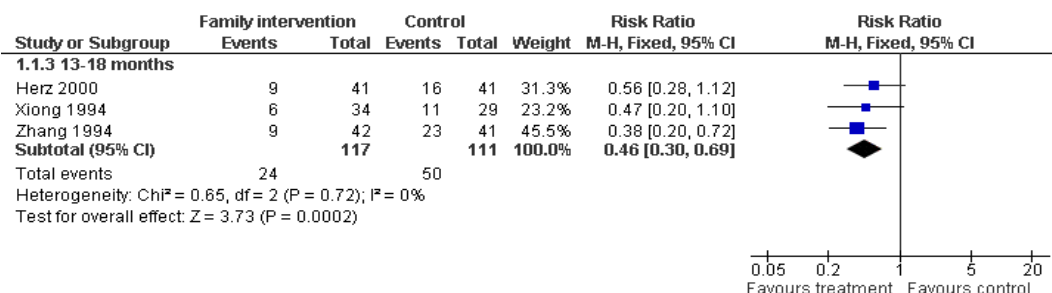 Family intervention Control Risk Ratio Risk Ratio
Study or Subgroup Events Total Events Total Weight M-H, Fixed, 95% CI M-H, Fixed, 95% CI
1.1.3 13-18 months
Herz 2000 9 41 16 41 31.3% 0.56 [0.28, 1.12]
Xiong 1994 6 34 11 29 23.2% 0.47 [0.20, 1.10]
Zhang 1994 9 42 23 41 45.5% 0.38 [0.20, 0.72]
Subtotal (95% CI) 117 111 100.0% 0.46 [0.30, 0.69]
Total events 24 50
Heterogeneity: Chi² = 0.65, df = 2 (P = 0.72); I² = 0%
Test for overall effect: Z = 3.73 (P = 0.0002)
0.05 0.2 1 5 20
Favours treatment Favours control